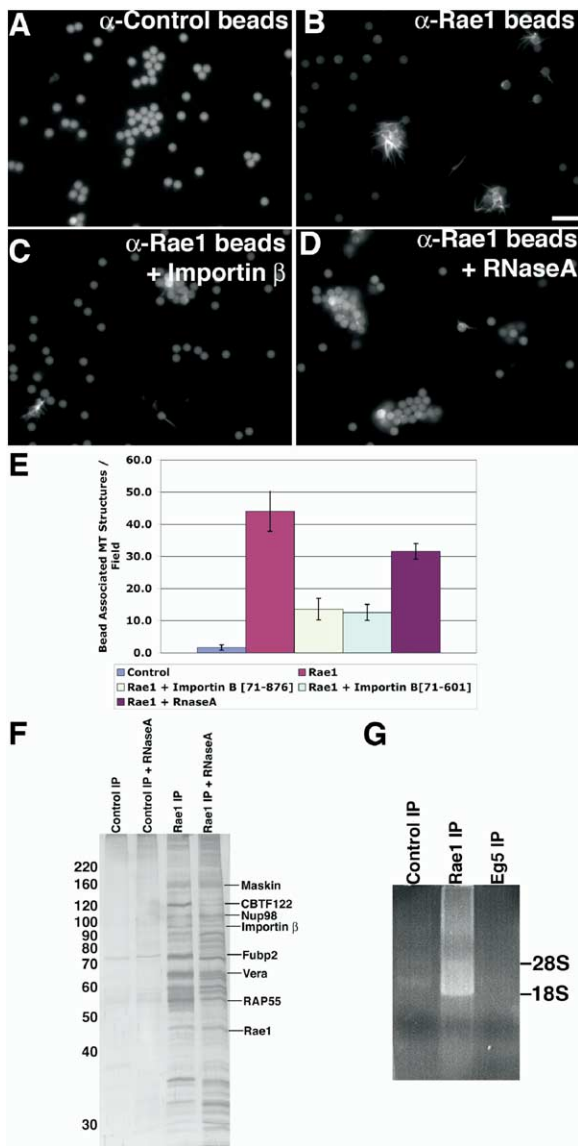 A
α-Control beads
B
α-Rae1 beads
C
α-Rae1 beads
+ Importin β
D
α-Rae1 beads
+ RNaseA
E
Bead Associated MT Structures /
Field
60.0
50.0
40.0
30.0
20.0
10.0
0.0
Control
Rae1
Rae1 + Importin B [71-876]
Rae1 + Importin B[71-601]
Rae1 + RnaseA
F
Control IP
Control IP + RNaseA
Rae1 IP
Rae1 IP + RNaseA
220
160
120
100
90
80
70
60
50
40
30
Maskin
CBTF122
Nup98
Importin β
Fubp2
Vera
RAP55
Rae1
G
Control IP
Rae1 IP
Eg5 IP
28S
18S